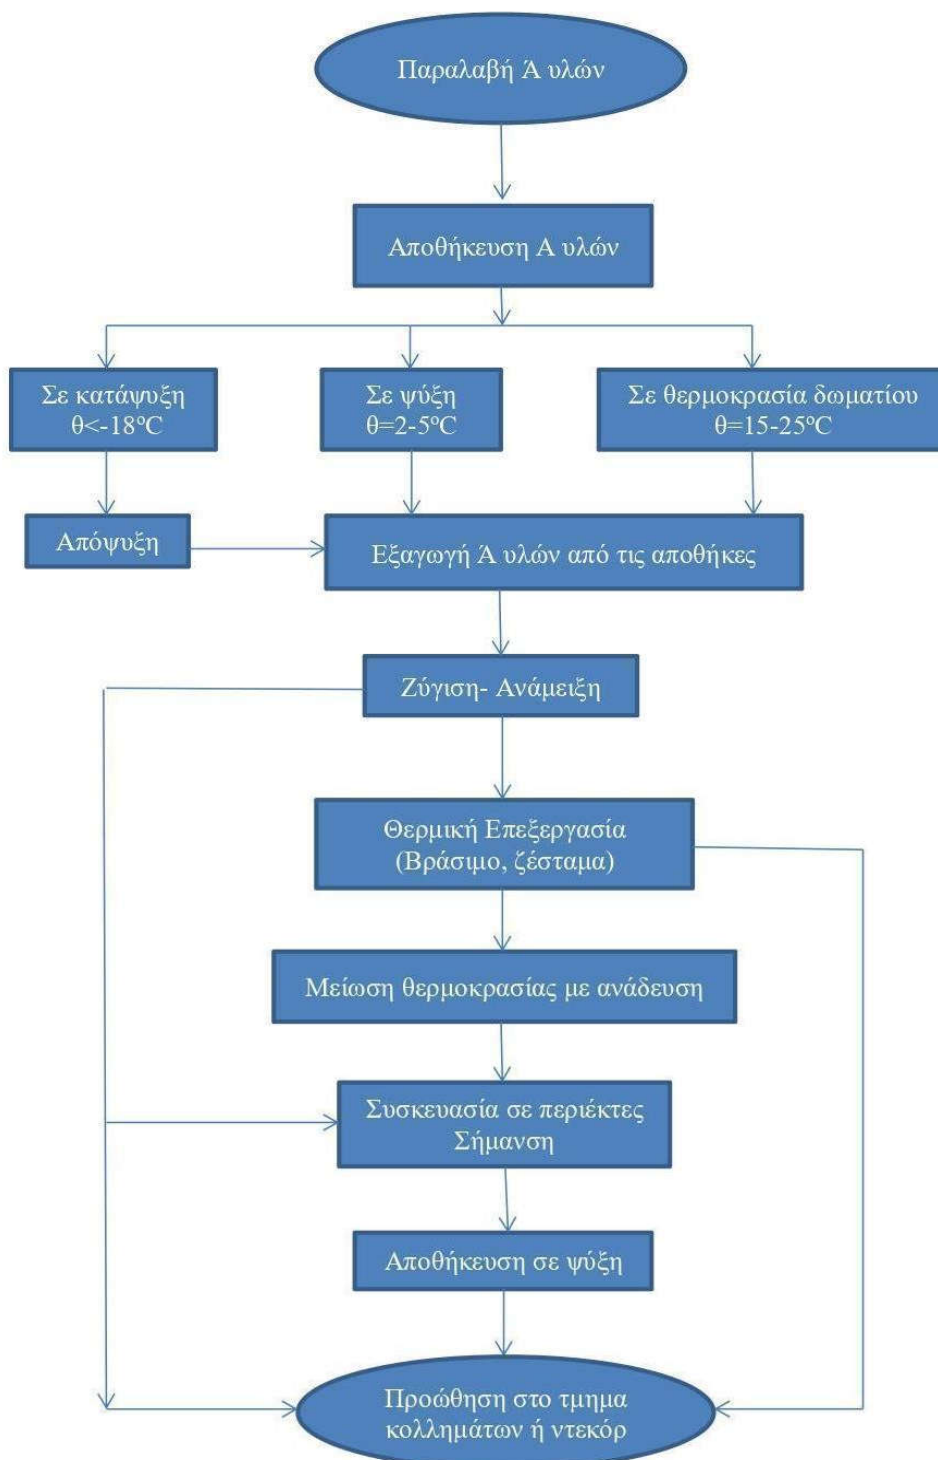 Παραλαβή Ά υλών
Αποθήκευση Α υλών
Σε κατάψυξη
θ<-18ºC
Σε ψύξη
θ=2-5ºC
Σε θερμοκρασία δωματίου
θ=15-25ºC
Απόψυξη
Εξαγωγή Ά υλών από τις αποθήκες
Ζύγιση- Ανάμειξη
Θερμική Επεξεργασία
(Βράσιμο, ζέσταμα)
Μείωση θερμοκρασίας με ανάδευση
Συσκευασία σε περιέκτες
Σήμανση
Αποθήκευση σε ψύξη
Προώθηση στο τμημα
κολλημάτων ή ντεκόρ